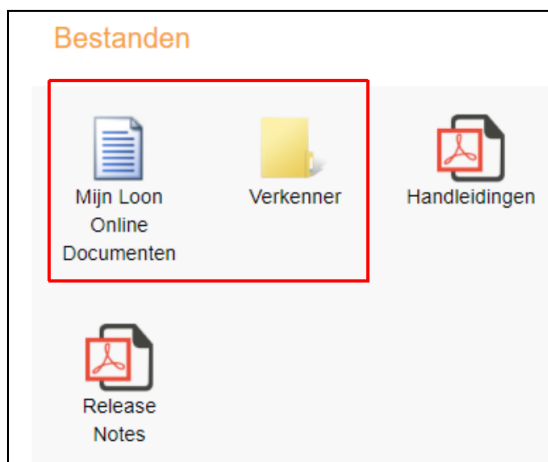 Bestanden
Mijn Loon
Online
Documenten
Verkenner
Handleidingen
Release
Notes